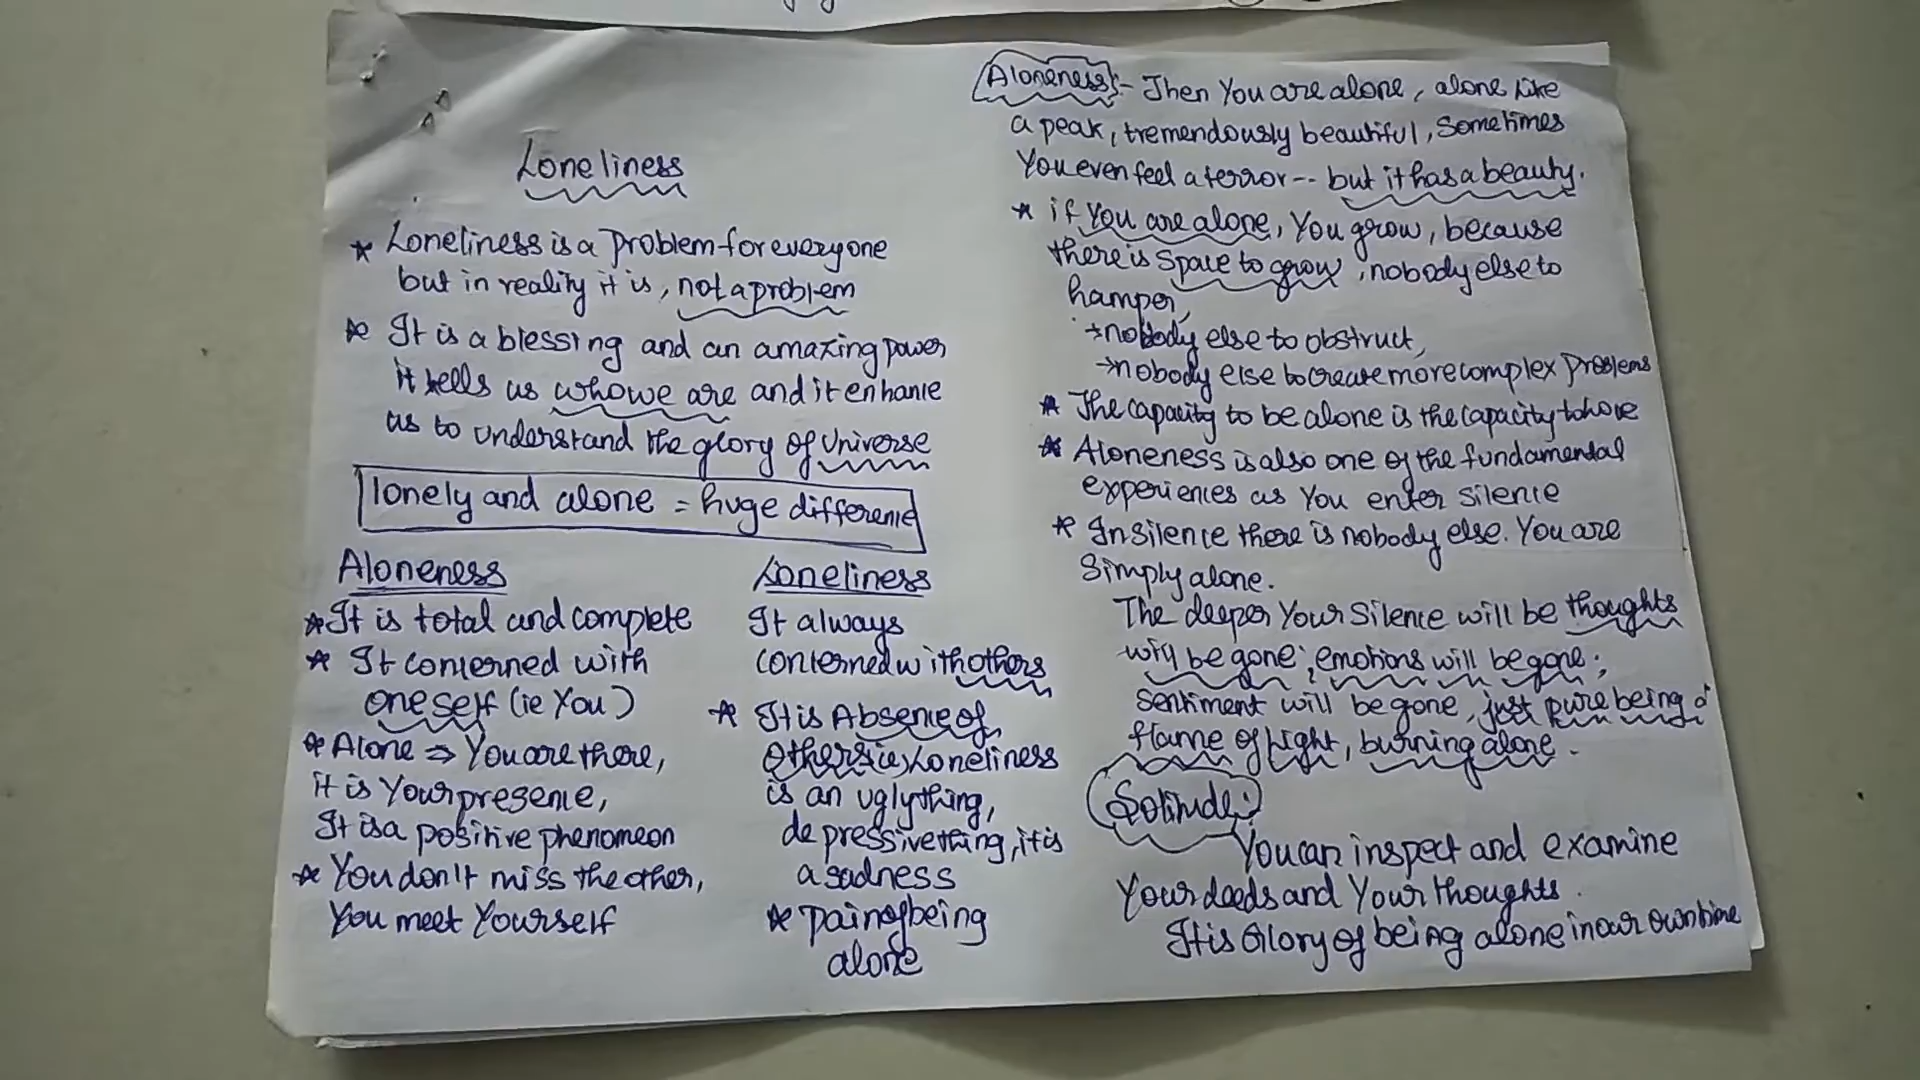 Loneliness
* Loneliness is a problem for everyone
but in reality it is, not a problem
* It is a blessing and an amazing power
it tells us who we are and it enhance
us to understand the glory of Universe
lonely and alone = huge difference
Aloneness
* It is total and complete
* It concerned with
oneself (ie You)
* Alone ⇒ You are there,
it is Your presence,
It is a positive phenomeon
* You don't miss the other,
You meet Yourself
Loneliness
It always
concerned with others
* It is Absence of
Others (ie) Loneliness
is an ugly thing,
depressive thing, it is
a sadness
* pain of being
alone
Aloneness :- Then You are alone, alone like
a peak, tremendously beautiful, Sometimes
You even feel a terror -- but it has a beauty.
* if You are alone, You grow, because
there is space to grow, nobody else to
hamper,
→ nobody else to obstruct,
→ nobody else to create more complex problems
* The capacity to be alone is the capacity to
* Aloneness is also one of the fundamental
experiences as You enter silence
* In silence there is nobody else. You are
Simply alone.
The deeper Your Silence will be thoughts
will be gone; emotions will be gone;
sentiment will be gone, just pure being a
flame of light, burning alone.
Solitude:
You can inspect and examine
Your deeds and Your thoughts.
It is Glory of being alone in our own time